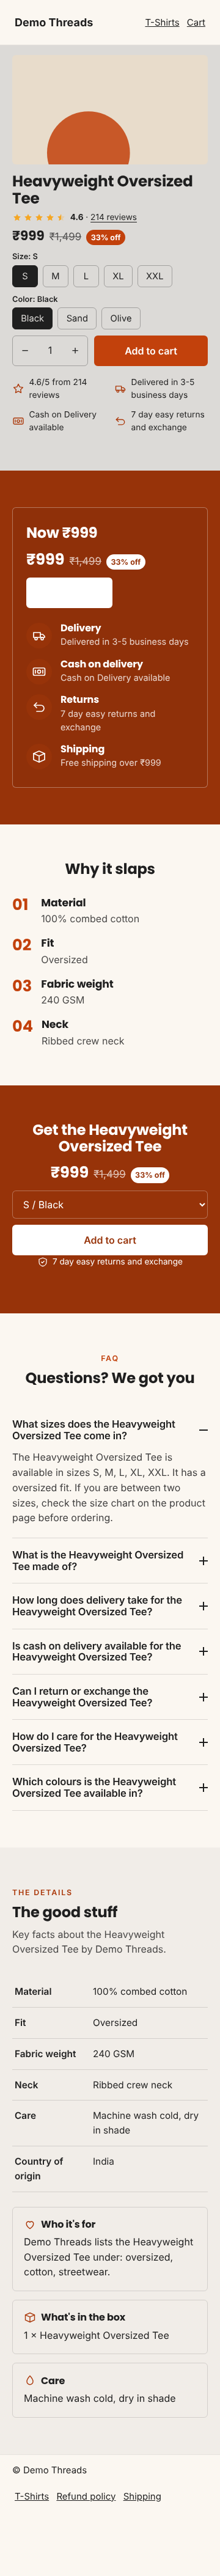 Demo Threads
T-Shirts Cart
Heavyweight Oversized
Tee
4.6 · 214 reviews
₹999 ₹1,499 33% off
Size: S
S M L XL XXL
Color: Black
Black Sand Olive
− 1 + Add to cart
4.6/5 from 214
reviews
Delivered in 3-5
business days
Cash on Delivery
available
7 day easy returns
and exchange
Now ₹999
₹999 ₹1,499 33% off
Delivery
Delivered in 3-5 business days
Cash on delivery
Cash on Delivery available
Returns
7 day easy returns and
exchange
Shipping
Free shipping over ₹999
Why it slaps
01 Material
100% combed cotton
02 Fit
Oversized
03 Fabric weight
240 GSM
04 Neck
Ribbed crew neck
Get the Heavyweight
Oversized Tee
₹999 ₹1,499 33% off
S / Black
Add to cart
7 day easy returns and exchange
FAQ
Questions? We got you
What sizes does the Heavyweight
Oversized Tee come in?
The Heavyweight Oversized Tee is
available in sizes S, M, L, XL, XXL. It has a
oversized fit. If you are between two
sizes, check the size chart on the product
page before ordering.
What is the Heavyweight Oversized
Tee made of?
How long does delivery take for the
Heavyweight Oversized Tee?
Is cash on delivery available for the
Heavyweight Oversized Tee?
Can I return or exchange the
Heavyweight Oversized Tee?
How do I care for the Heavyweight
Oversized Tee?
Which colours is the Heavyweight
Oversized Tee available in?
THE DETAILS
The good stuff
Key facts about the Heavyweight
Oversized Tee by Demo Threads.
Material 100% combed cotton
Fit Oversized
Fabric weight 240 GSM
Neck Ribbed crew neck
Care Machine wash cold, dry
in shade
Country of India
origin
Who it's for
Demo Threads lists the Heavyweight
Oversized Tee under: oversized,
cotton, streetwear.
What's in the box
1 × Heavyweight Oversized Tee
Care
Machine wash cold, dry in shade
© Demo Threads
T-Shirts Refund policy Shipping